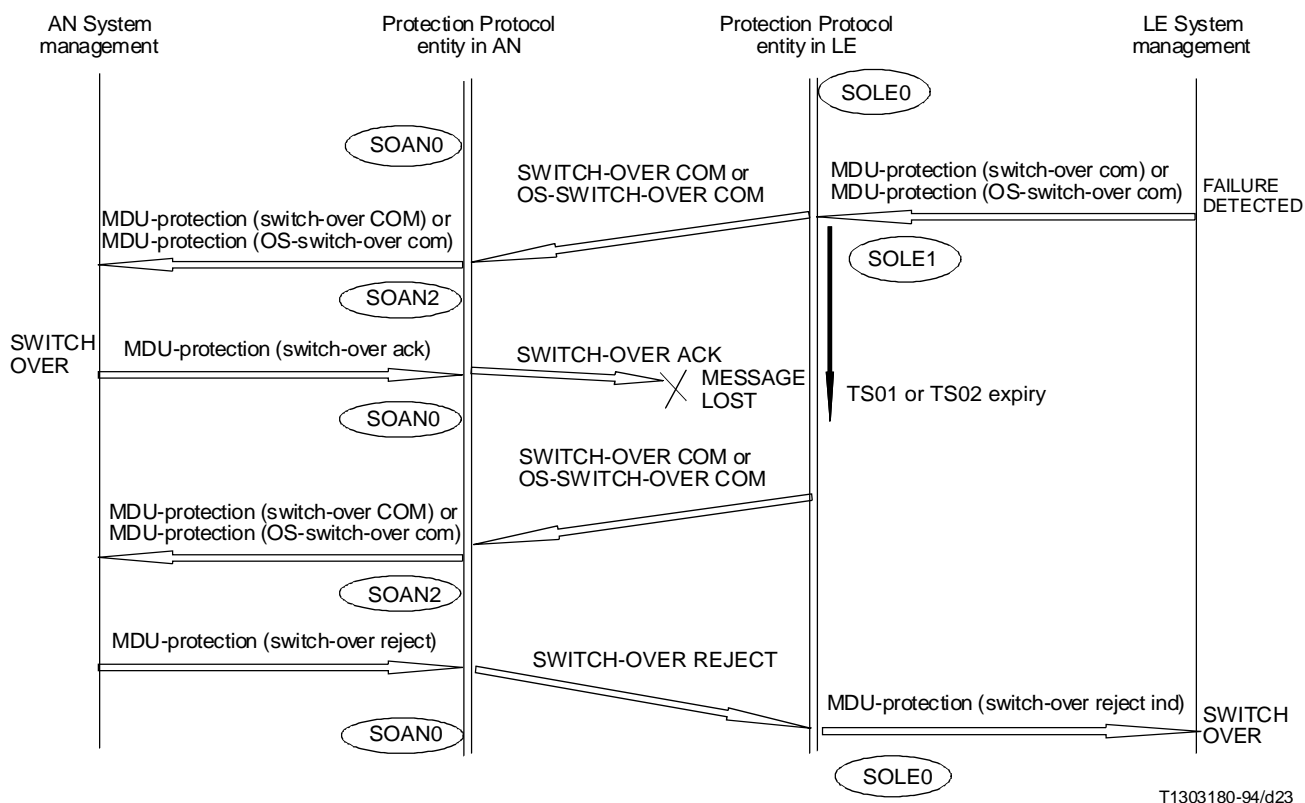 AN System
management
Protection Protocol
entity in AN
Protection Protocol
entity in LE
LE System
management
SOLE0
SOAN0
SWITCH-OVER COM or
OS-SWITCH-OVER COM
MDU-protection (switch-over com) or
MDU-protection (OS-switch-over com)
FAILURE
DETECTED
MDU-protection (switch-over COM) or
MDU-protection (OS-switch-over com)
SOLE1
SOAN2
SWITCH
OVER
MDU-protection (switch-over ack)
SWITCH-OVER ACK
MESSAGE
LOST
TS01 or TS02 expiry
SOAN0
SWITCH-OVER COM or
OS-SWITCH-OVER COM
MDU-protection (switch-over COM) or
MDU-protection (OS-switch-over com)
SOAN2
MDU-protection (switch-over reject)
SWITCH-OVER REJECT
MDU-protection (switch-over reject ind)
SWITCH
OVER
SOAN0
SOLE0
T1303180-94/d23